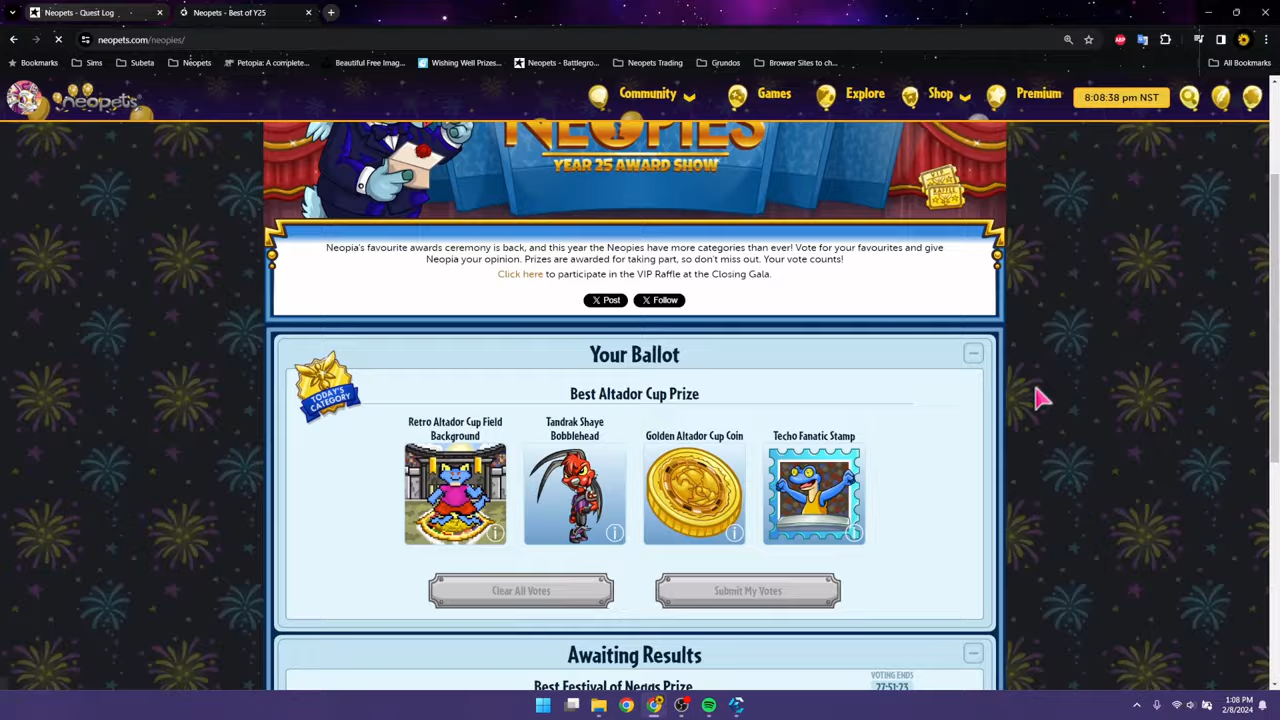 Neopets - Quest Log
Neopets - Best of Y25
neopets.com/neopies/
Bookmarks
Sims
Subeta
Neopets
Petopia: A complete...
Beautiful Free Imag...
Wishing Well Prizes...
Neopets - Battlegro...
Neopets Trading
Grundos
Browser Sites to ch...
All Bookmarks
neopets
Community
Games
Explore
Shop
Premium
8:08:38 pm NST
NEOPIES
YEAR 25 AWARD SHOW
VIP
RAFFLE
Neopia's favourite awards ceremony is back, and this year the Neopies have more categories than ever! Vote for your favourites and give
Neopia your opinion. Prizes are awarded for taking part, so don't miss out. Your vote counts!
Click here to participate in the VIP Raffle at the Closing Gala.
Post
Follow
Your Ballot
TODAY'S
CATEGORY
Best Altador Cup Prize
Retro Altador Cup Field
Background
Tandrak Shaye
Bobblehead
Golden Altador Cup Coin
Techo Fanatic Stamp
Clear All Votes
Submit My Votes
Awaiting Results
VOTING ENDS
Best Festival of Neggs Prize
27:51:23
1:08 PM
2/8/2024